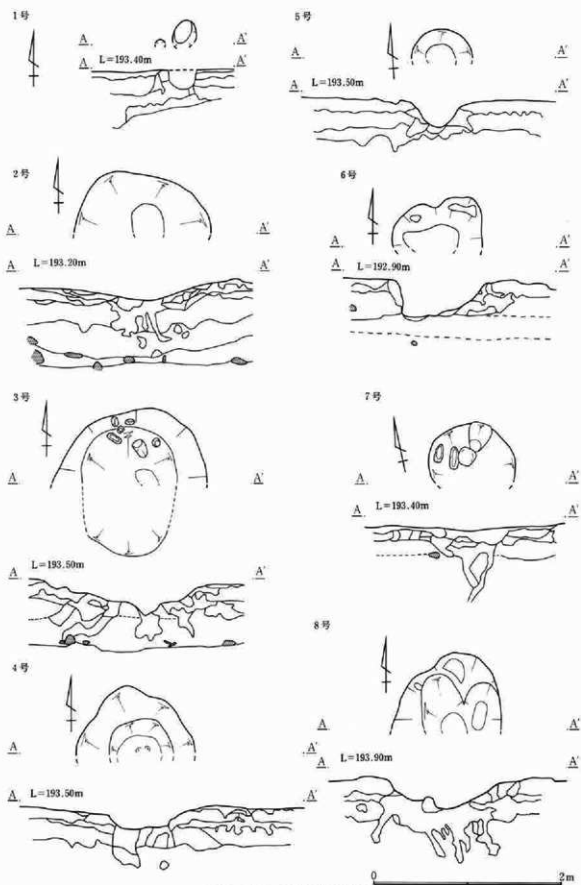 1号
A A'
A L=193.40m A'
2号
A A'
A L=193.20m A'
3号
A A'
A L=193.50m A'
4号
A A'
A L=193.50m A'
5号
A A'
A L=193.50m A'
6号
A A'
A L=192.90m A'
7号
A A'
A L=193.40m A'
8号
A A'
A L=193.90m A'
0 2m